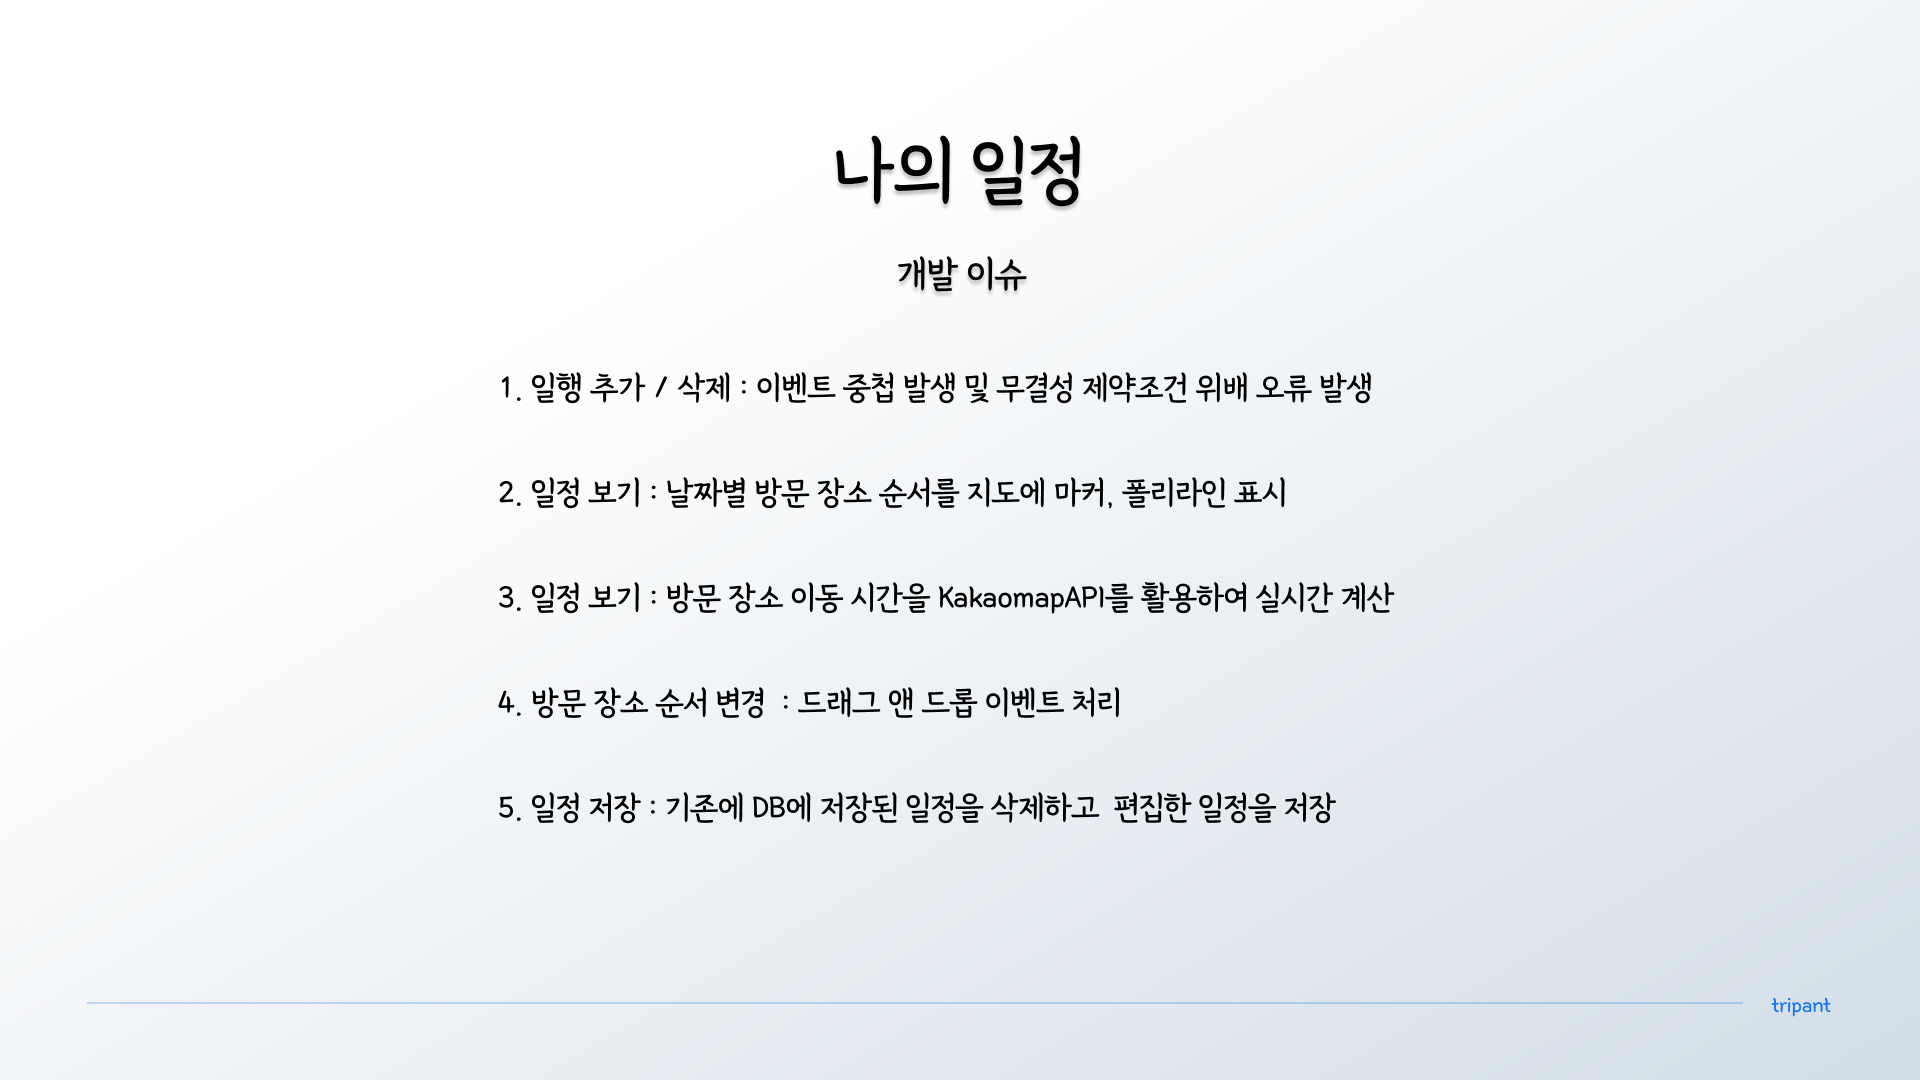 나의 일정
개발 이슈
1. 일행 추가 / 삭제 : 이벤트 중첩 발생 및 무결성 제약조건 위배 오류 발생
2. 일정 보기 : 날짜별 방문 장소 순서를 지도에 마커, 폴리라인 표시
3. 일정 보기 : 방문 장소 이동 시간을 KakaomapAPI를 활용하여 실시간 계산
4. 방문 장소 순서 변경  : 드래그 앤 드롭 이벤트 처리
5. 일정 저장 : 기존에 DB에 저장된 일정을 삭제하고  편집한 일정을 저장
tripant